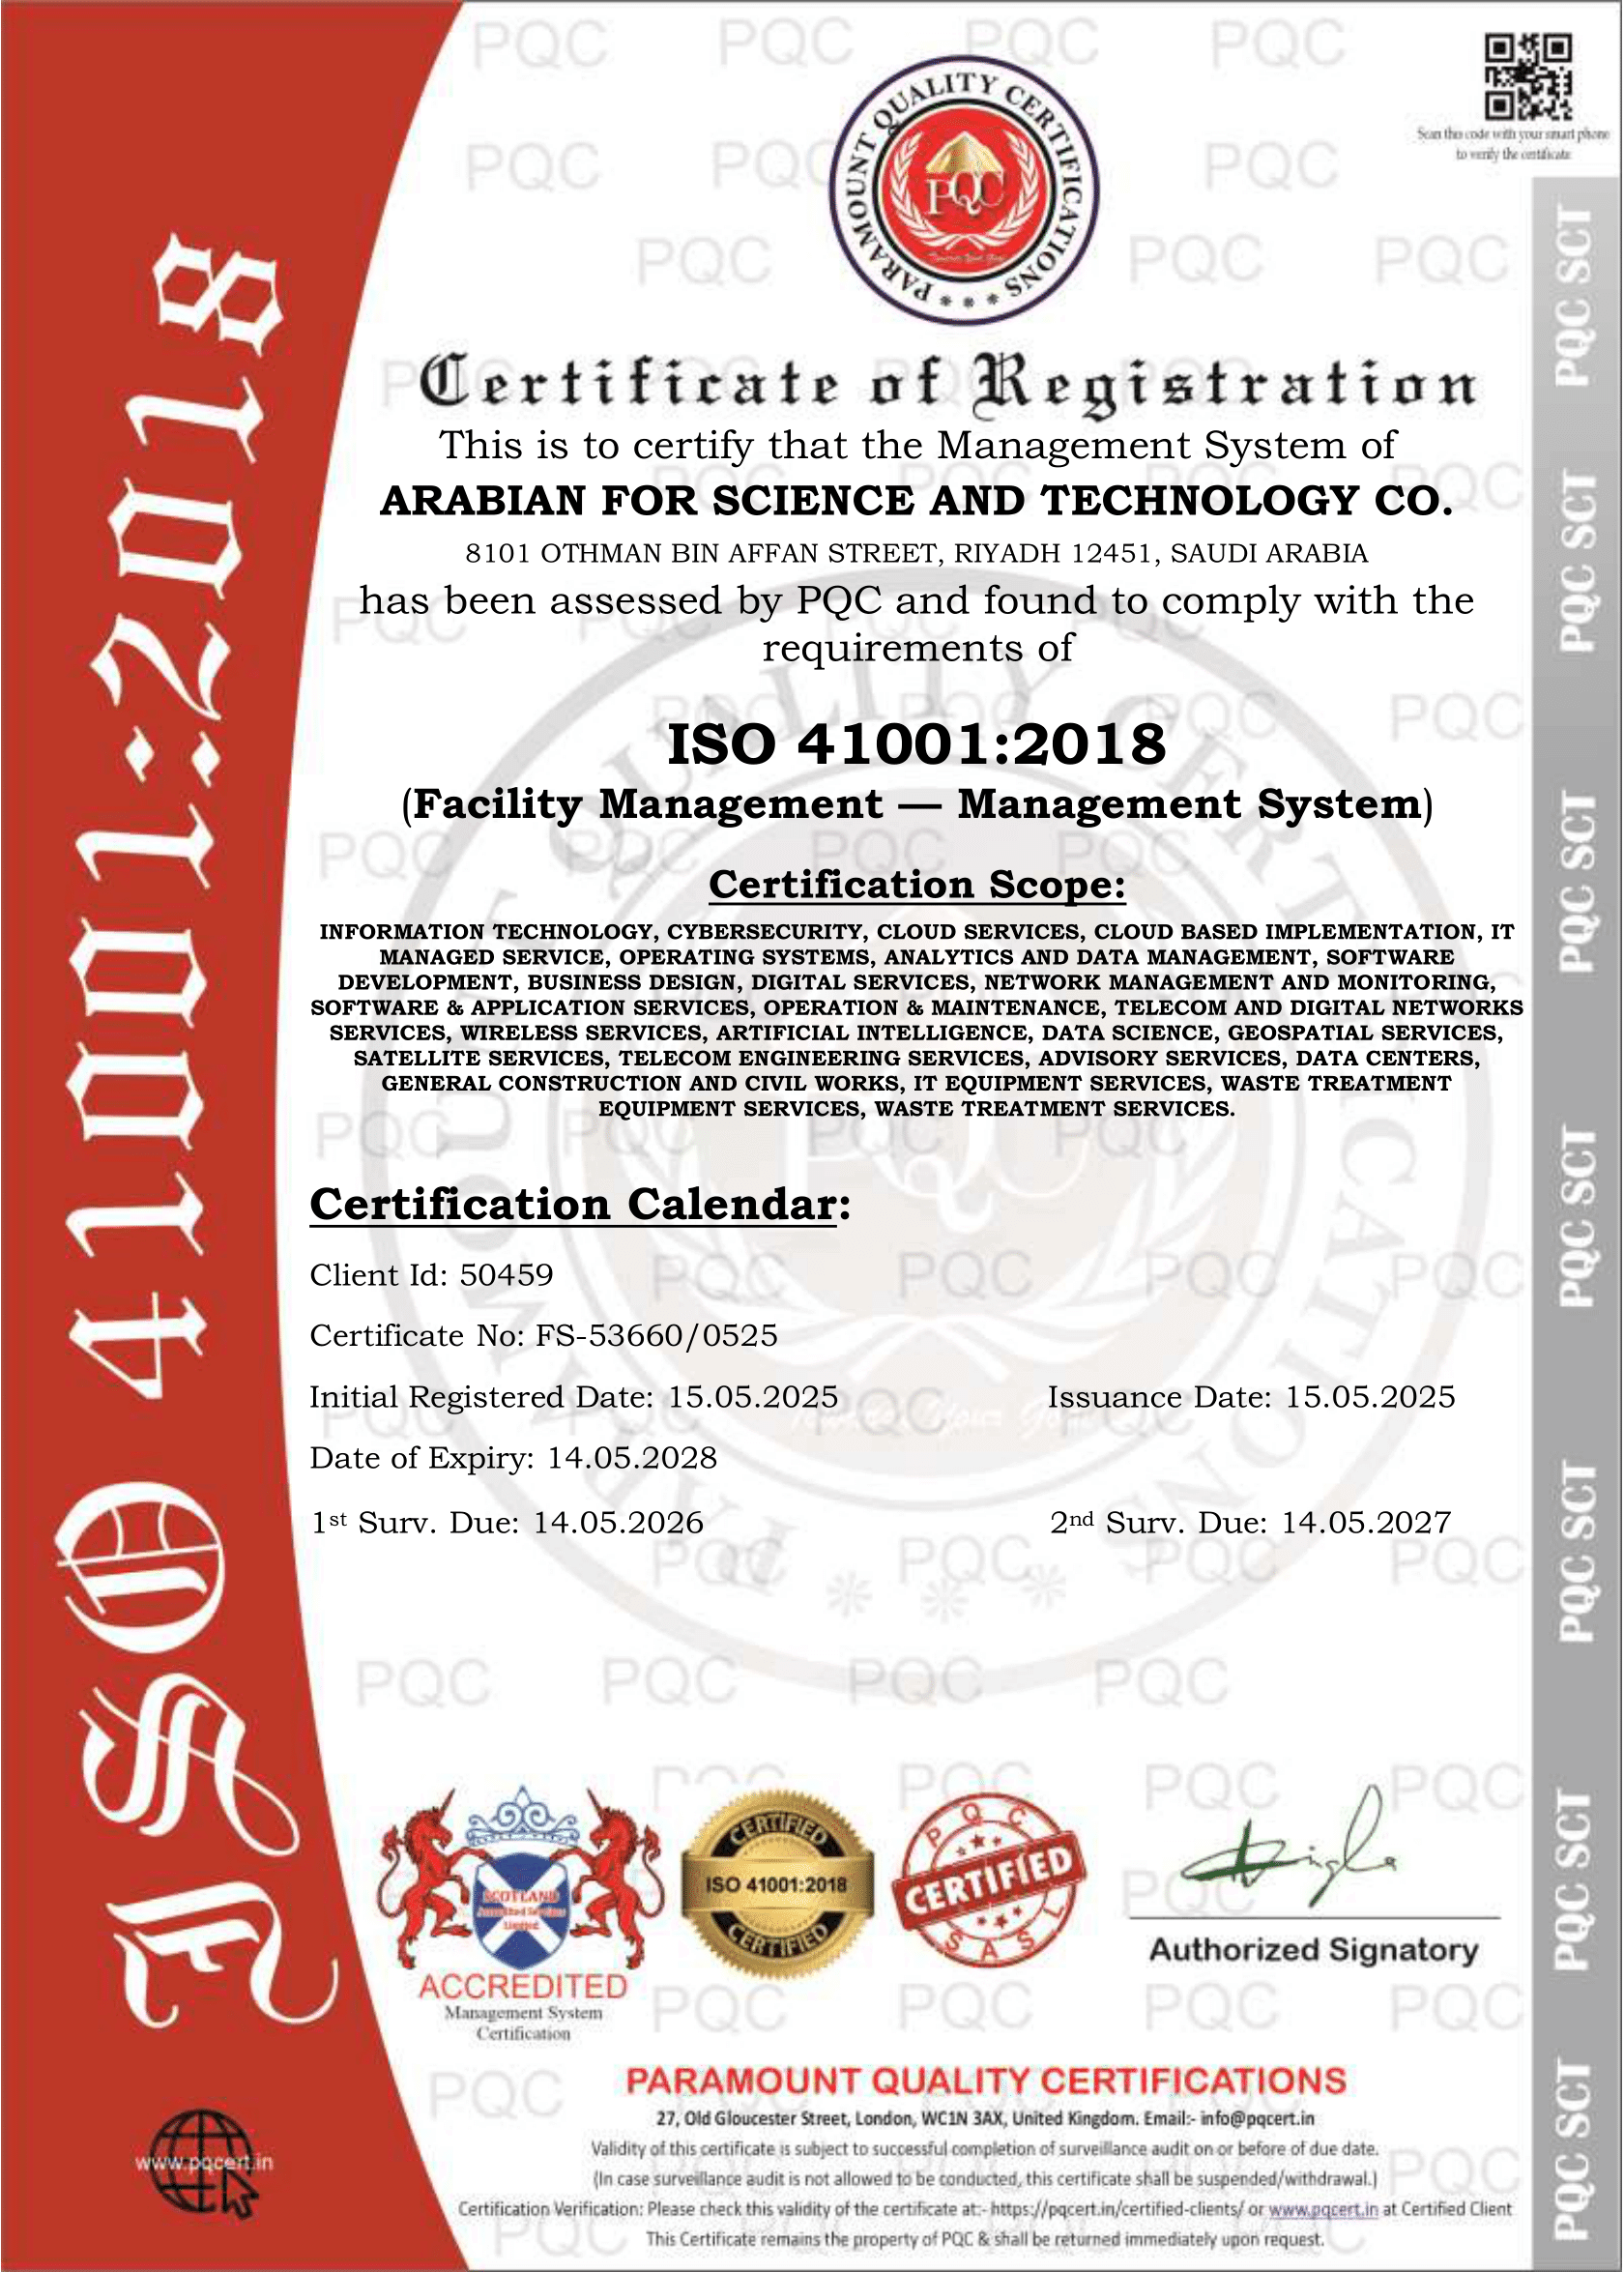 Scan this code with your smart phone
to verify the certificate
PARAMOUNT QUALITY CERTIFICATIONS
PQC
Certificate of Registration
This is to certify that the Management System of
ARABIAN FOR SCIENCE AND TECHNOLOGY CO.
8101 OTHMAN BIN AFFAN STREET, RIYADH 12451, SAUDI ARABIA
has been assessed by PQC and found to comply with the
requirements of
ISO 41001:2018
(Facility Management — Management System)
Certification Scope:
INFORMATION TECHNOLOGY, CYBERSECURITY, CLOUD SERVICES, CLOUD BASED IMPLEMENTATION, IT
MANAGED SERVICE, OPERATING SYSTEMS, ANALYTICS AND DATA MANAGEMENT, SOFTWARE
DEVELOPMENT, BUSINESS DESIGN, DIGITAL SERVICES, NETWORK MANAGEMENT AND MONITORING,
SOFTWARE & APPLICATION SERVICES, OPERATION & MAINTENANCE, TELECOM AND DIGITAL NETWORKS
SERVICES, WIRELESS SERVICES, ARTIFICIAL INTELLIGENCE, DATA SCIENCE, GEOSPATIAL SERVICES,
SATELLITE SERVICES, TELECOM ENGINEERING SERVICES, ADVISORY SERVICES, DATA CENTERS,
GENERAL CONSTRUCTION AND CIVIL WORKS, IT EQUIPMENT SERVICES, WASTE TREATMENT
EQUIPMENT SERVICES, WASTE TREATMENT SERVICES.
Certification Calendar:
Client Id: 50459
Certificate No: FS-53660/0525
Initial Registered Date: 15.05.2025 Issuance Date: 15.05.2025
Date of Expiry: 14.05.2028
1st Surv. Due: 14.05.2026 2nd Surv. Due: 14.05.2027
SCOTLAND
Accredited Services
Limited
ACCREDITED
Management System
Certification
CERTIFIED
ISO 41001:2018
CERTIFIED
PQC
CERTIFIED
SASL
Authorized Signatory
PARAMOUNT QUALITY CERTIFICATIONS
27, Old Gloucester Street, London, WC1N 3AX, United Kingdom. Email:- info@pqcert.in
Validity of this certificate is subject to successful completion of surveillance audit on or before of due date.
(In case surveillance audit is not allowed to be conducted, this certificate shall be suspended/withdrawal.)
Certification Verification: Please check this validity of the certificate at:- https://pqcert.in/certified-clients/ or www.pqcert.in at Certified Client
This Certificate remains the property of PQC & shall be returned immediately upon request.
ISO 41001:2018
www.pqcert.in
PQC SCI PQC SCI PQC SCI PQC SCI PQC SCI PQC SCI PQC SCI